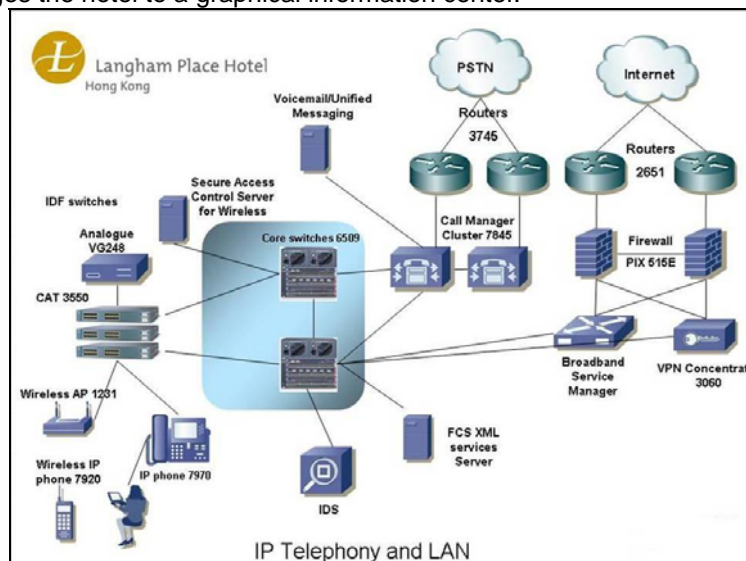 ges the hotel to a graphical information center.
Langham Place Hotel
Hong Kong
PSTN
Internet
Voicemail/Unified
Messaging
Routers
3745
Routers
2651
Secure Access
Control Server
for Wireless
IDF switches
Analogue
VG248
Core switches 6509
Call Manager
Cluster 7845
Firewall
PIX 515E
CAT 3550
Broadband
Service
Manager
VPN Concentrat
3060
Wireless AP 1231
IP phone 7970
FCS XML
services
Server
Wireless IP
phone 7920
IDS
IP Telephony and LAN